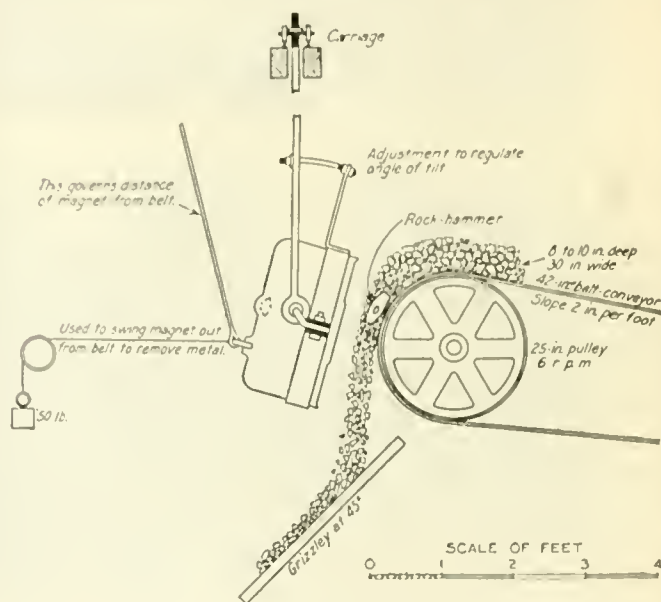 Carriage
Adjustment to regulate
angle of tilt
This governs distance
of magnet from belt.
Rock-hammer
8 to 10 in. deep
30 in. wide
42-in. belt-conveyor
Slope 2 in. per foot
Used to swing magnet out
from belt to remove metal.
25-in. pulley
6 r.p.m.
50 lb.
Grizzley at 45°
SCALE OF FEET
0 1 2 3 4